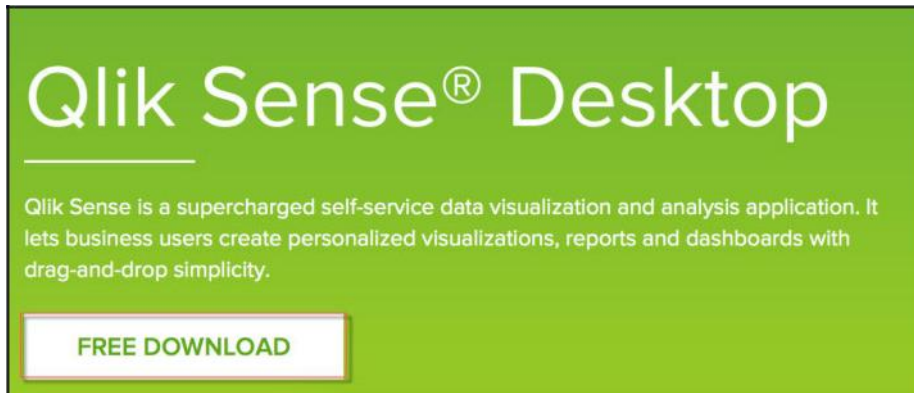 Qlik Sense® Desktop
Qlik Sense is a supercharged self-service data visualization and analysis application. It
lets business users create personalized visualizations, reports and dashboards with
drag-and-drop simplicity.
FREE DOWNLOAD